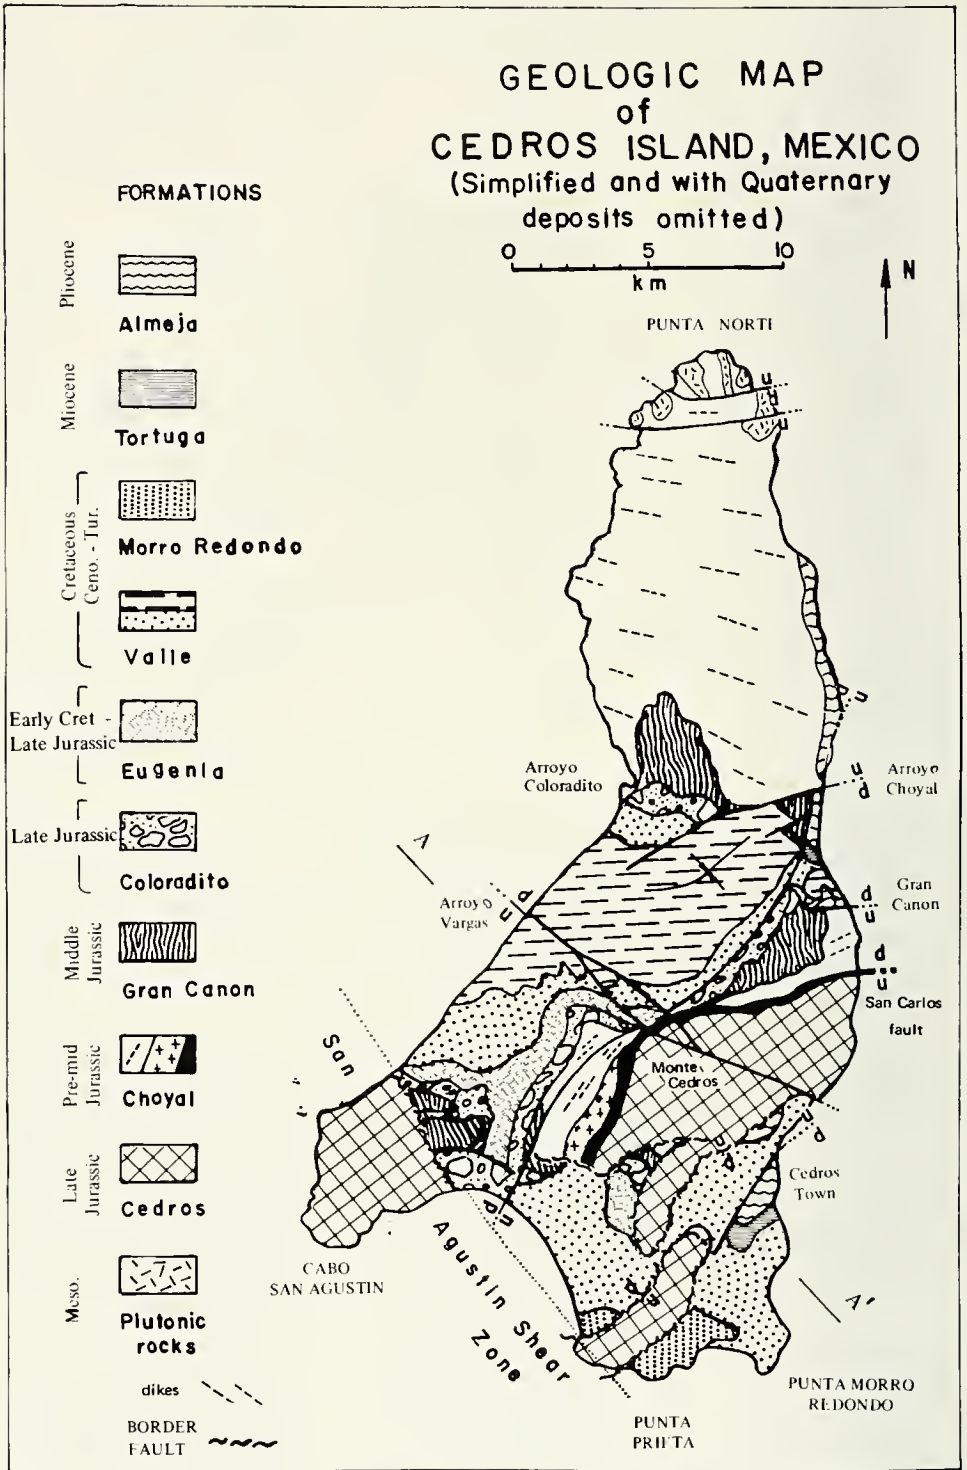 GEOLOGIC MAP
of
CEDROS ISLAND, MEXICO
(Simplified and with Quaternary
deposits omitted)
0 5 10
km
N
FORMATIONS
Pliocene
Almeja
Miocene
Tortuga
Cretaceous
Ceno. - Tur.
Morro Redondo
Valle
Early Cret -
Late Jurassic
Eugenia
Late Jurassic
Coloradito
Middle
Jurassic
Gran Canon
Pre-mid
Jurassic
Choyal
Late
Jurassic
Cedros
Meso.
Plutonic
rocks
dikes
BORDER
FAULT
PUNTA NORTE
u
d
u
u
u
d
Arroyo
Choyal
Arroyo
Coloradito
A
Arroyo
Vargas
d
u
d
u
Gran
Canon
d
u
San Carlos
fault
Monte
Cedros
San
Agustin Shear
Zone
u
d
u
D
u
D
Cedros
Town
CABO
SAN AGUSTIN
A'
PUNTA MORRO
REDONDO
PUNTA
PRIETA